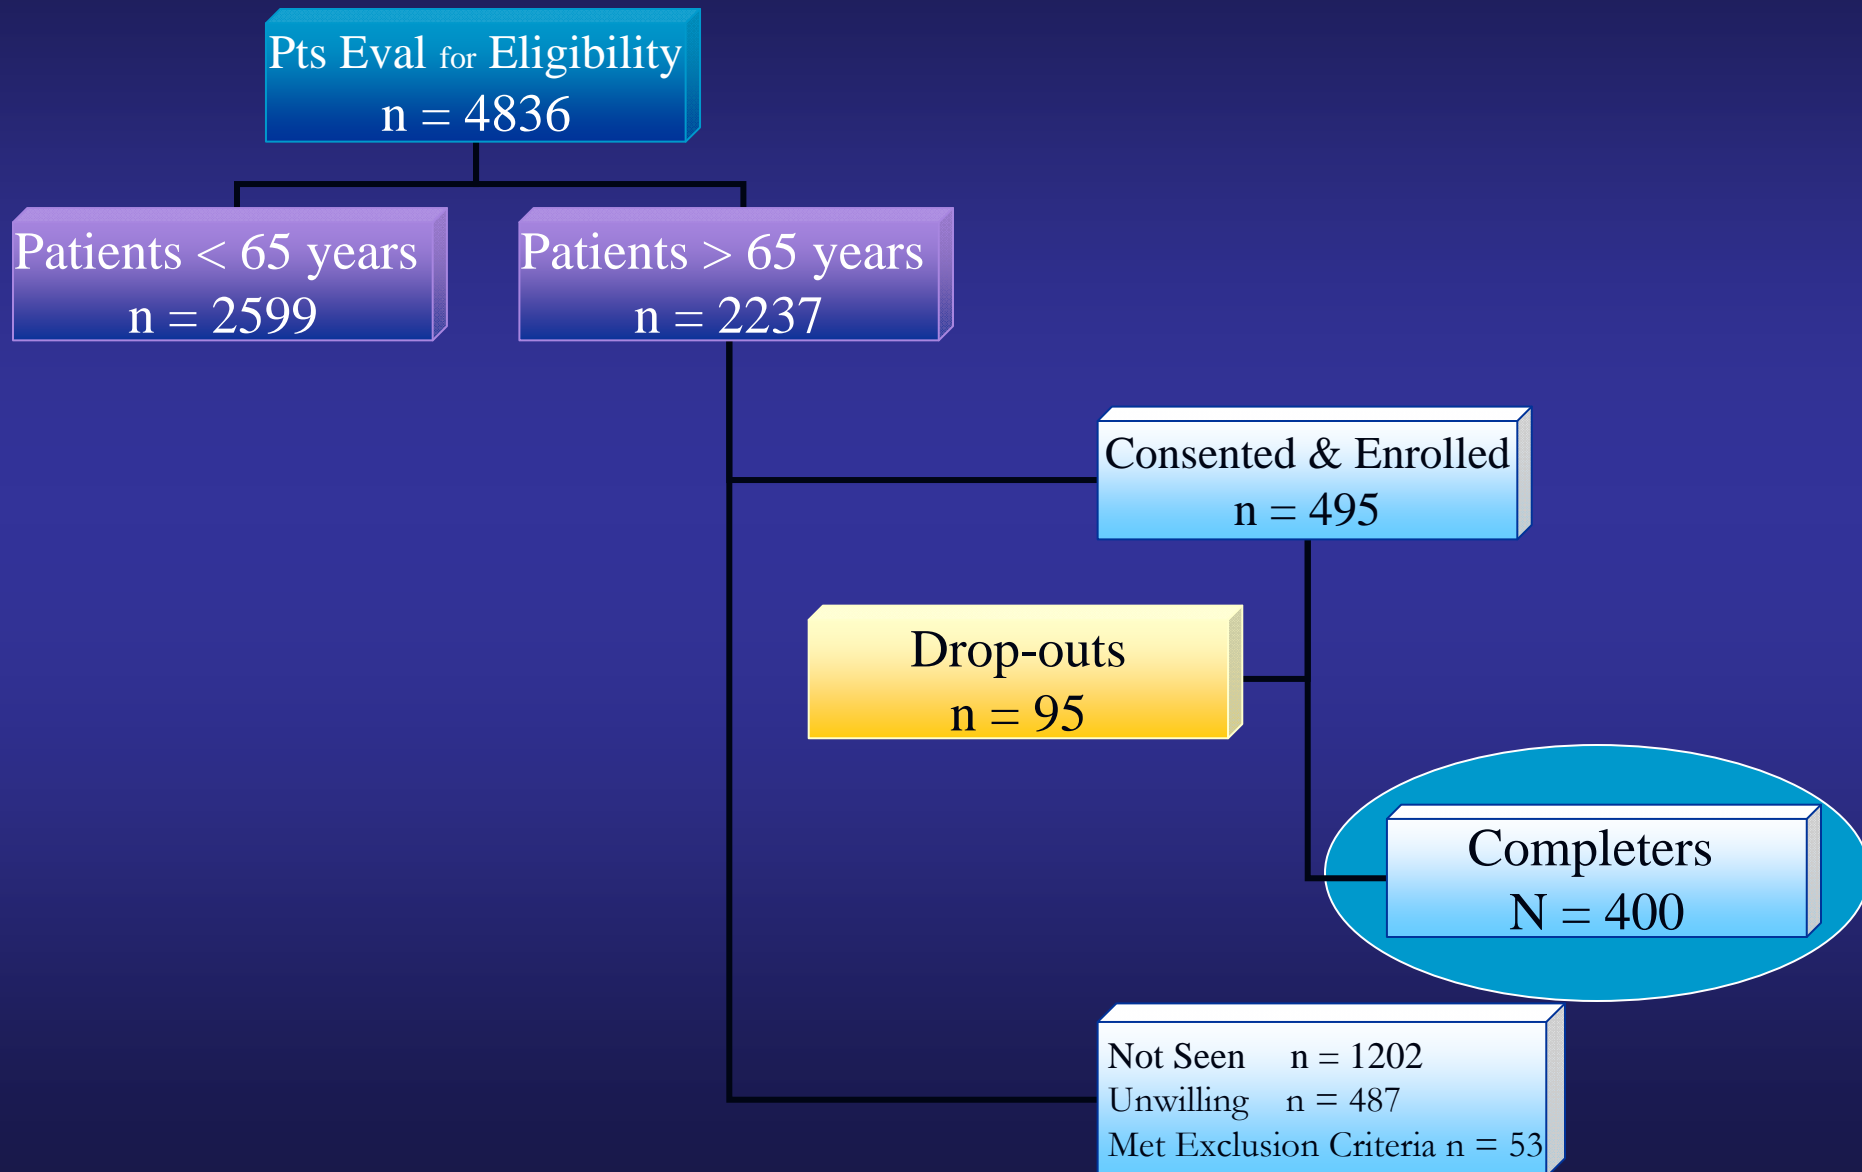 Pts Eval for Eligibility
n = 4836
Patients < 65 years
n = 2599
Patients > 65 years
n = 2237
Consented & Enrolled
n = 495
Drop-outs
n = 95
Completers
N = 400
Not Seen n = 1202
Unwilling n = 487
Met Exclusion Criteria n = 53